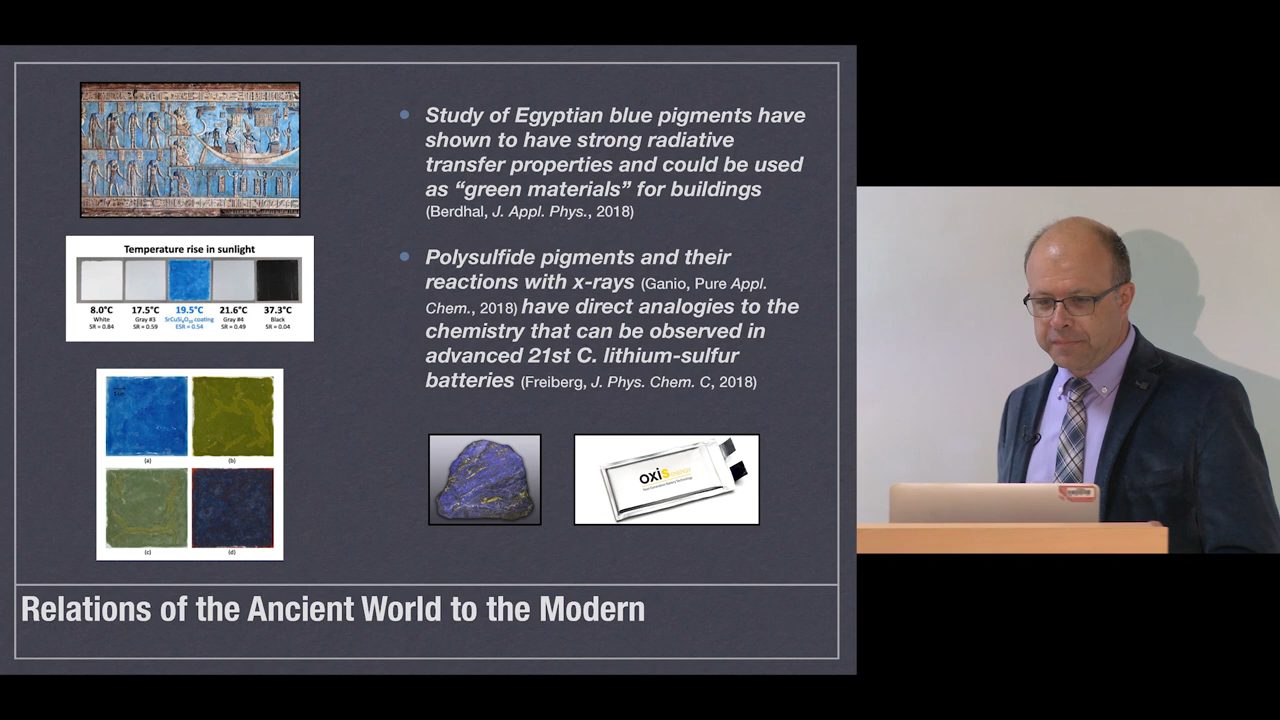 Study of Egyptian blue pigments have
shown to have strong radiative
transfer properties and could be used
as “green materials” for buildings
(Berdhal, J. Appl. Phys., 2018)
Polysulfide pigments and their
reactions with x-rays (Ganio, Pure Appl.
Chem., 2018) have direct analogies to the
chemistry that can be observed in
advanced 21st C. lithium-sulfur
batteries (Freiberg, J. Phys. Chem. C, 2018)
Temperature rise in sunlight
8.0°C 17.5°C 19.5°C 21.6°C 37.3°C
White Gray #3 SrCuSi₄O₁₀ coating Gray #4 Black
SR = 0.84 SR = 0.59 ESR = 0.54 SR = 0.49 SR = 0.04
(a) (b)
(c) (d)
oxis
Relations of the Ancient World to the Modern